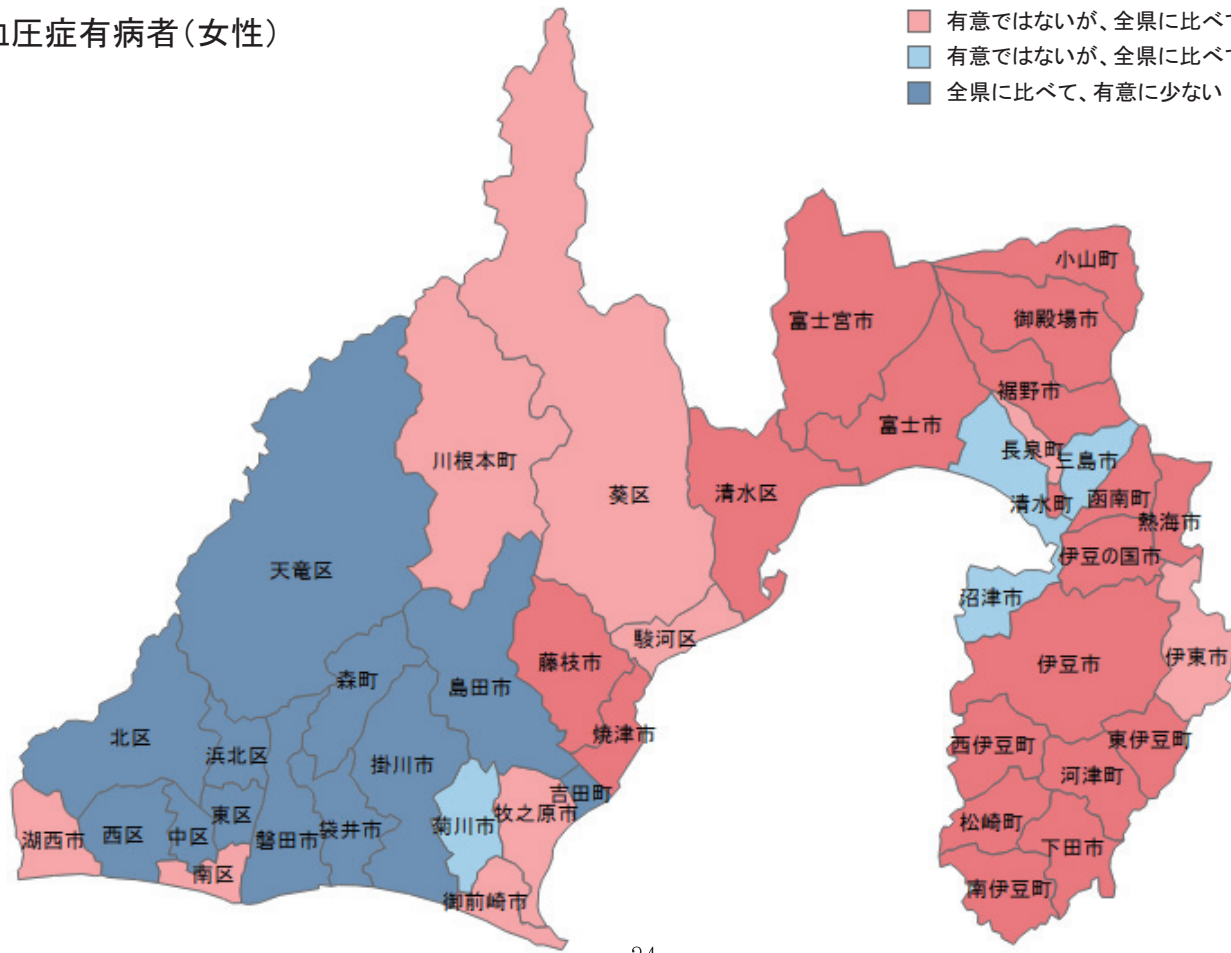 圧症有病者(女性)
有意ではないが、全県に比べ
有意ではないが、全県に比べ
全県に比べて、有意に少ない
小山町
富士宮市
御殿場市
裾野市
富士市
長泉町
三島市
川根本町
葵区
清水区
清水町
函南町
熱海市
伊豆の国市
天竜区
沼津市
駿河区
伊東市
藤枝市
伊豆市
森町
島田市
焼津市
北区
浜北区
掛川市
西伊豆町
東伊豆町
河津町
吉田町
牧之原市
東区
菊川市
松崎町
湖西市
西区
中区
磐田市
袋井市
下田市
南区
南伊豆町
御前崎市